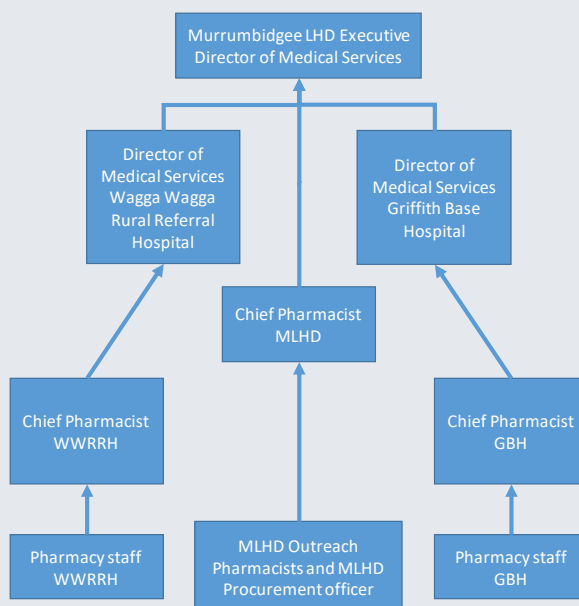 Murrumbidgee LHD Executive
Director of Medical Services
Director of
Medical Services
Wagga Wagga
Rural Referral
Hospital
Director of
Medical Services
Griffith Base
Hospital
Chief Pharmacist
MLHD
Chief Pharmacist
WWRRH
Chief Pharmacist
GBH
Pharmacy staff
WWRRH
MLHD Outreach
Pharmacists and MLHD
Procurement officer
Pharmacy staff
GBH